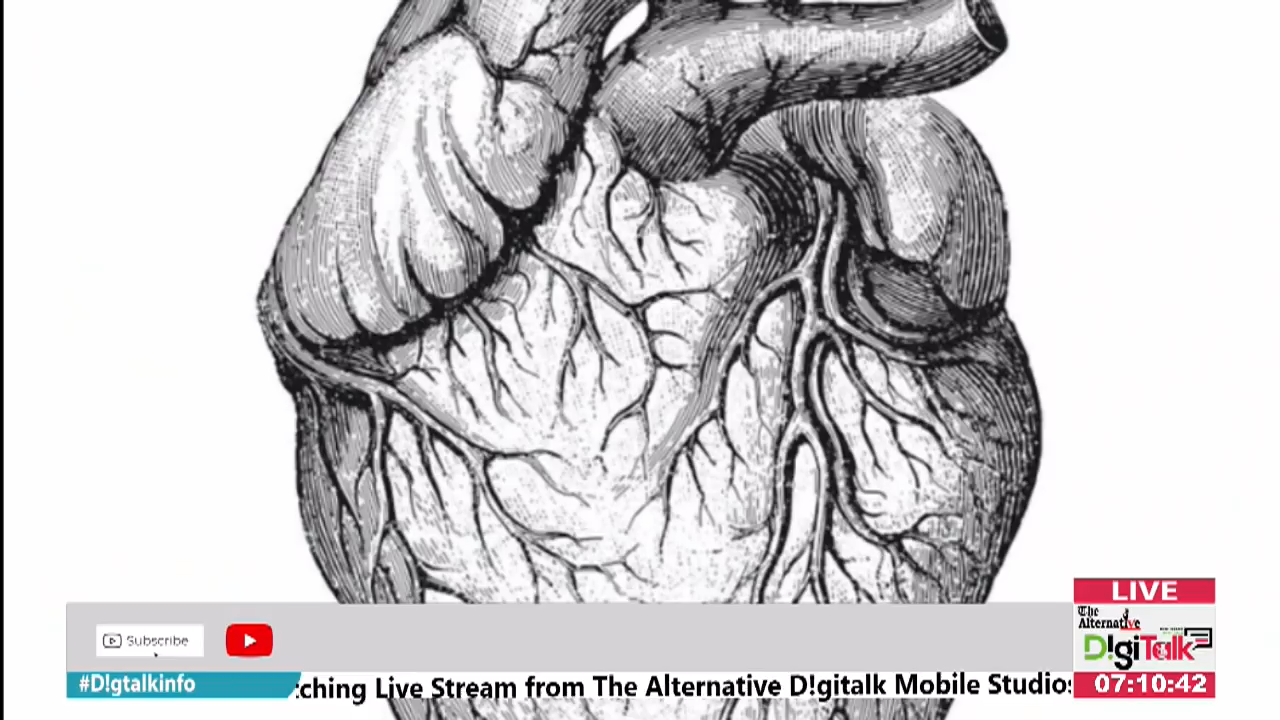 LIVE
The
Alternative
D!giTalk
Subscribe
#D!gtalkinfo
tching Live Stream from The Alternative D!gitalk Mobile Studios
07:10:42